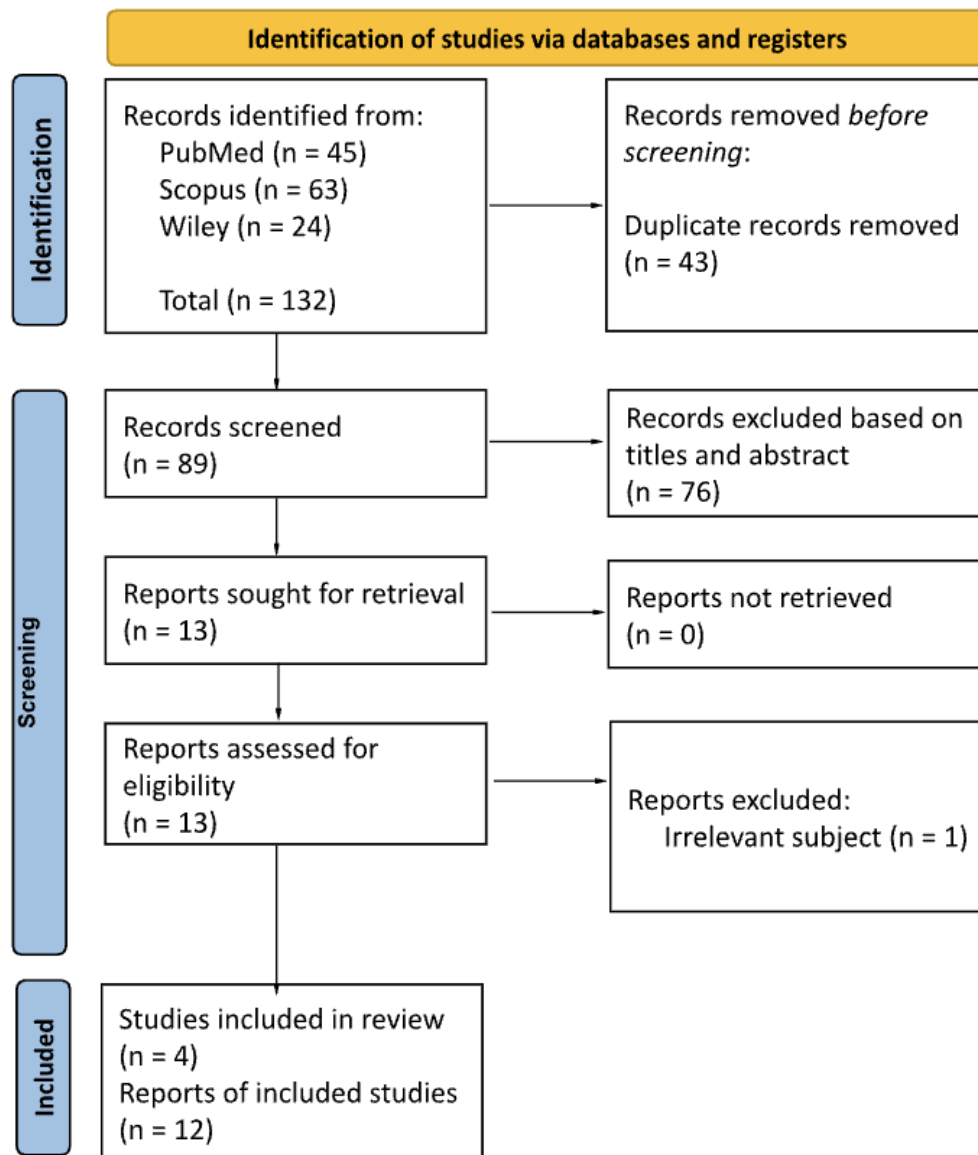 Identification of studies via databases and registers
Identification
Records identified from:
PubMed (n = 45)
Scopus (n = 63)
Wiley (n = 24)
Total (n = 132)
Records removed before
screening:
Duplicate records removed
(n = 43)
Screening
Records screened
(n = 89)
Records excluded based on
titles and abstract
(n = 76)
Reports sought for retrieval
(n = 13)
Reports not retrieved
(n = 0)
Reports assessed for
eligibility
(n = 13)
Reports excluded:
Irrelevant subject (n = 1)
Included
Studies included in review
(n = 4)
Reports of included studies
(n = 12)